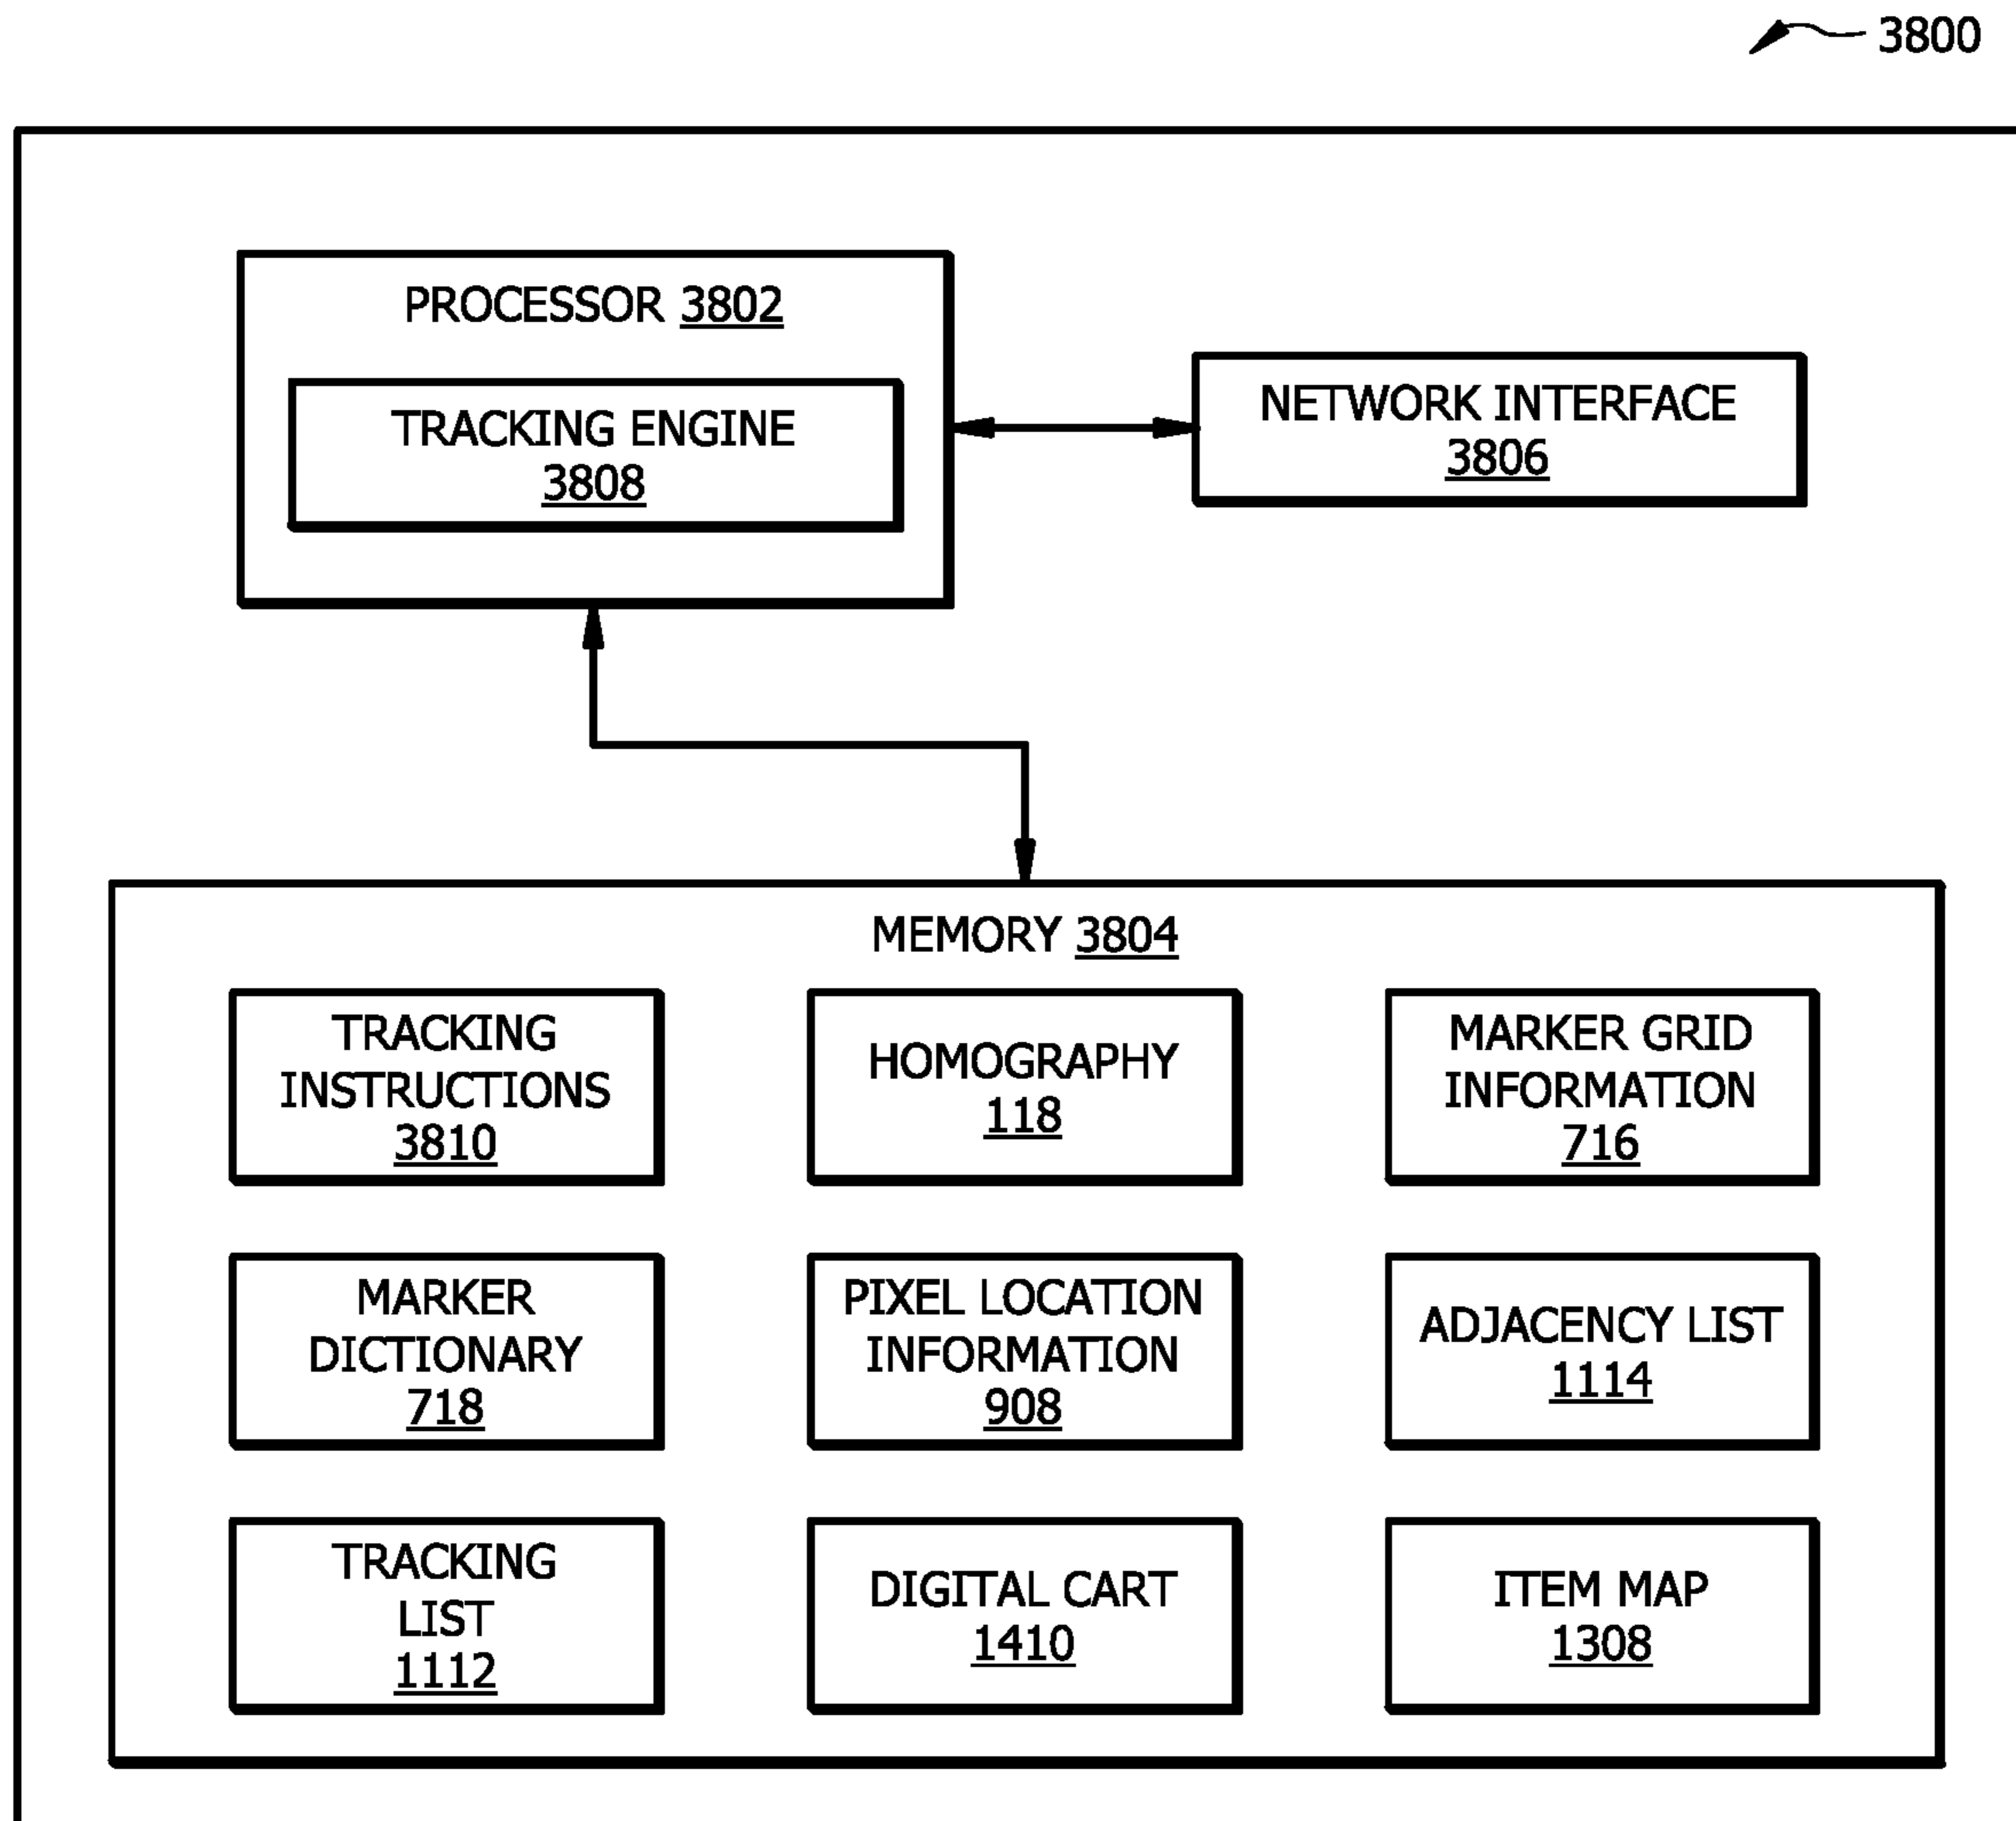 3800
PROCESSOR 3802
TRACKING ENGINE
3808
NETWORK INTERFACE
3806
MEMORY 3804
TRACKING
INSTRUCTIONS
3810
HOMOGRAPHY
118
MARKER GRID
INFORMATION
716
MARKER
DICTIONARY
718
PIXEL LOCATION
INFORMATION
908
ADJACENCY LIST
1114
TRACKING
LIST
1112
DIGITAL CART
1410
ITEM MAP
1308